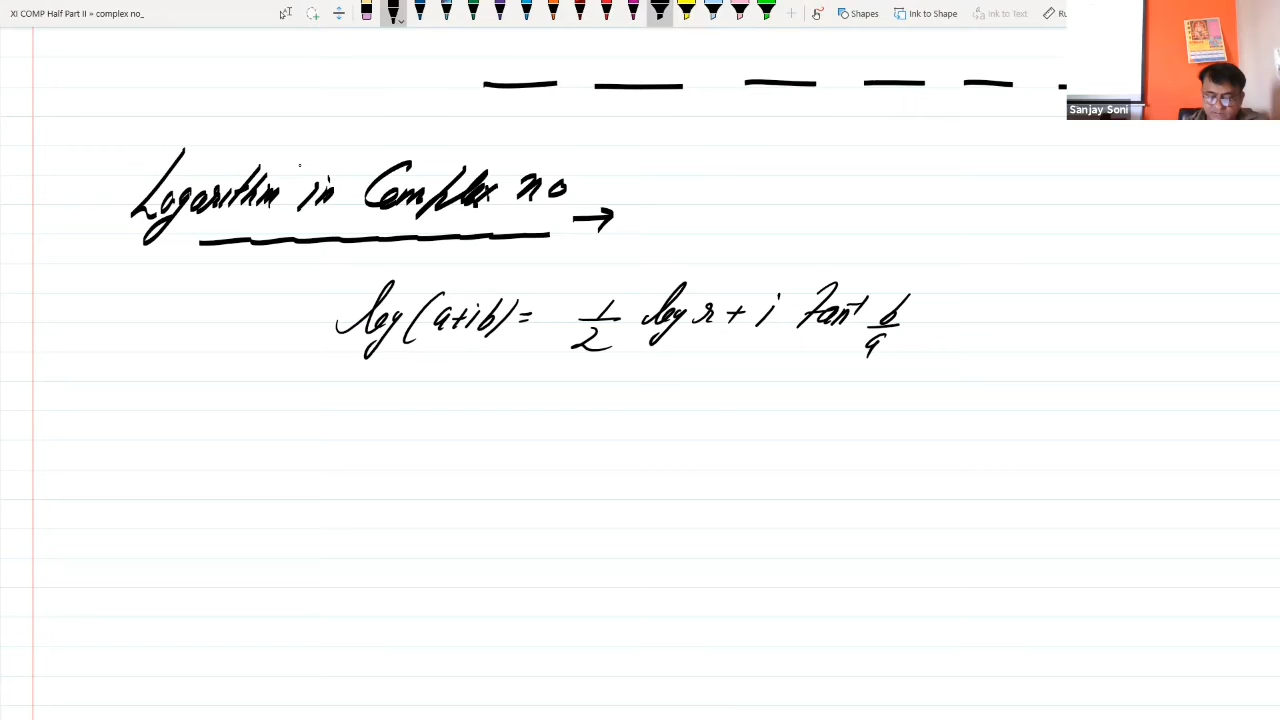 XI COMP Half Part II » complex no_
Shapes Ink to Shape Ink to Text Ru
Sanjay Soni
Logarithm in Complex no →
log(a+ib) = 1/2 log r + i tan⁻¹ b/a